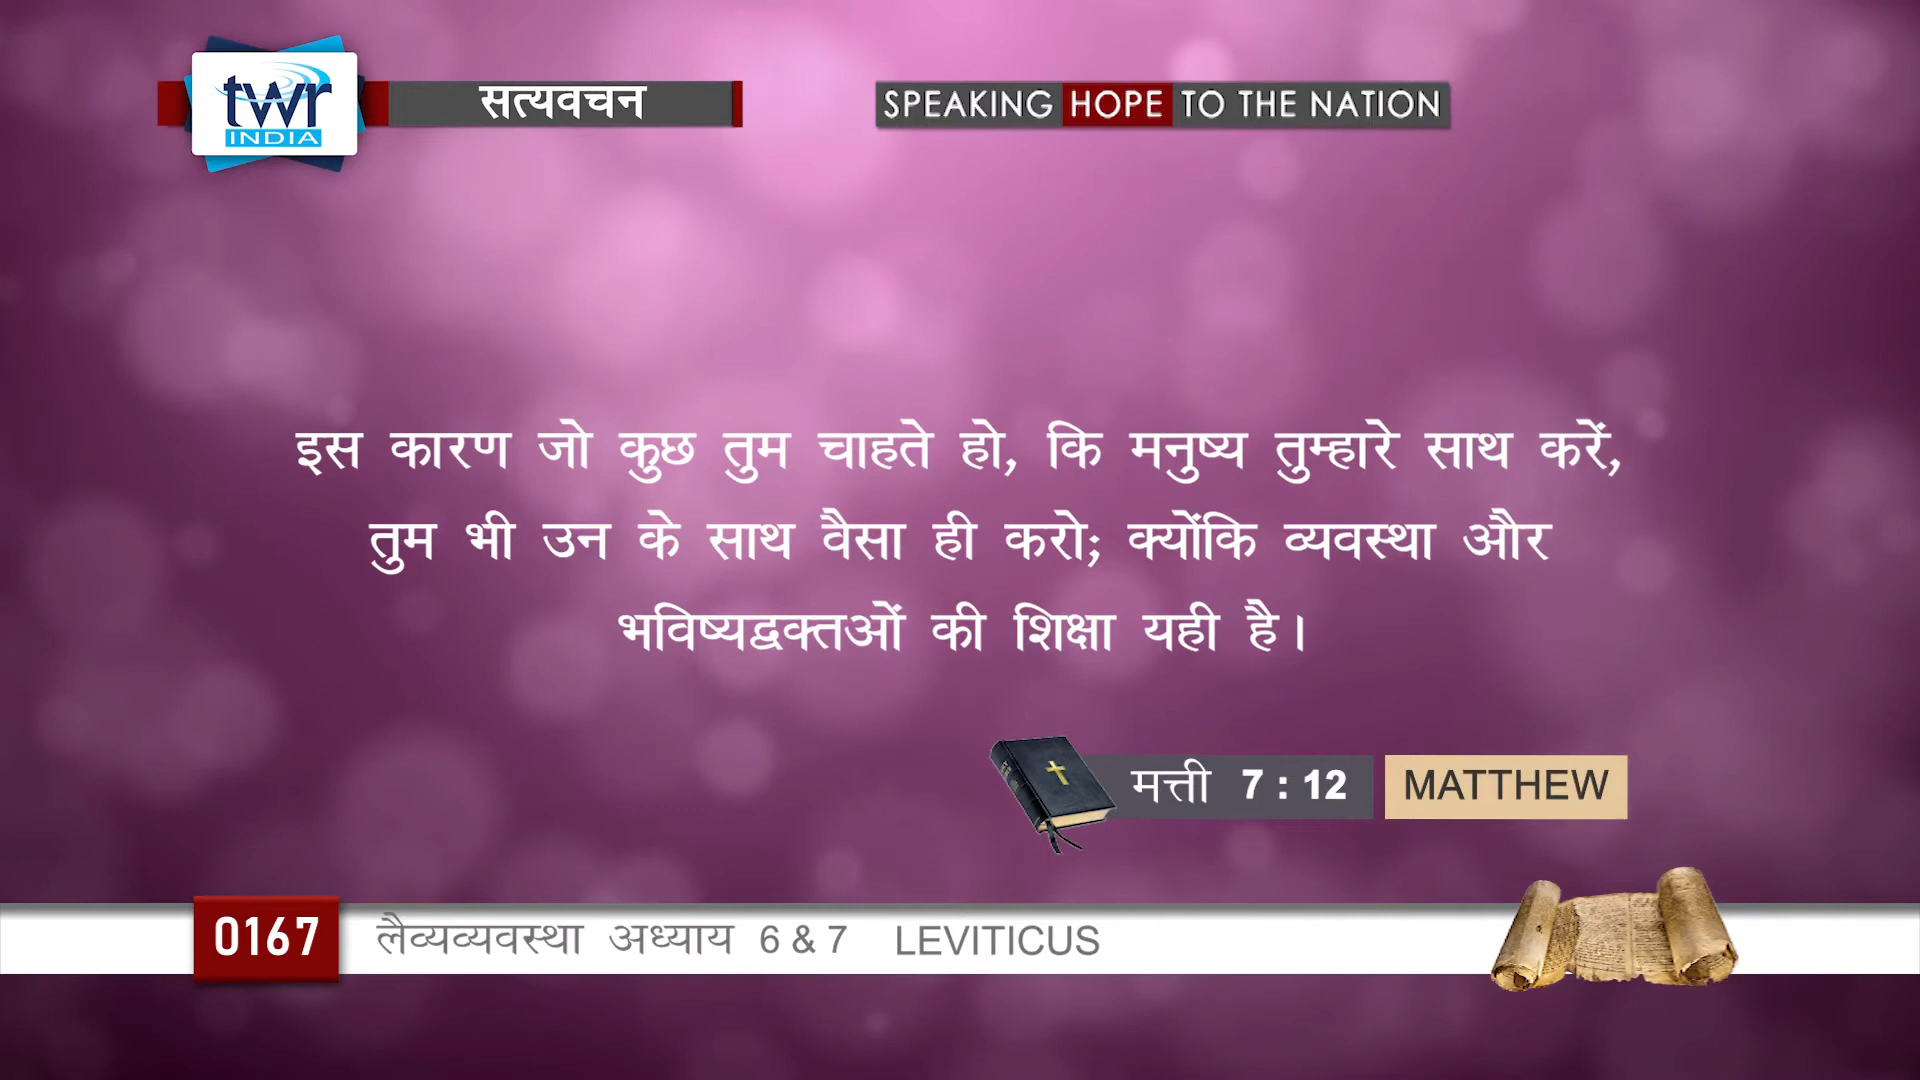 twr
INDIA
सत्यवचन
SPEAKING HOPE TO THE NATION
इस कारण जो कुछ तुम चाहते हो, कि मनुष्य तुम्हारे साथ करें,
तुम भी उन के साथ वैसा ही करो; क्योंकि व्यवस्था और
भविष्यद्वक्तओं की शिक्षा यही है।
मत्ती 7 : 12 MATTHEW
0167 लैव्यव्यवस्था अध्याय 6 & 7 LEVITICUS